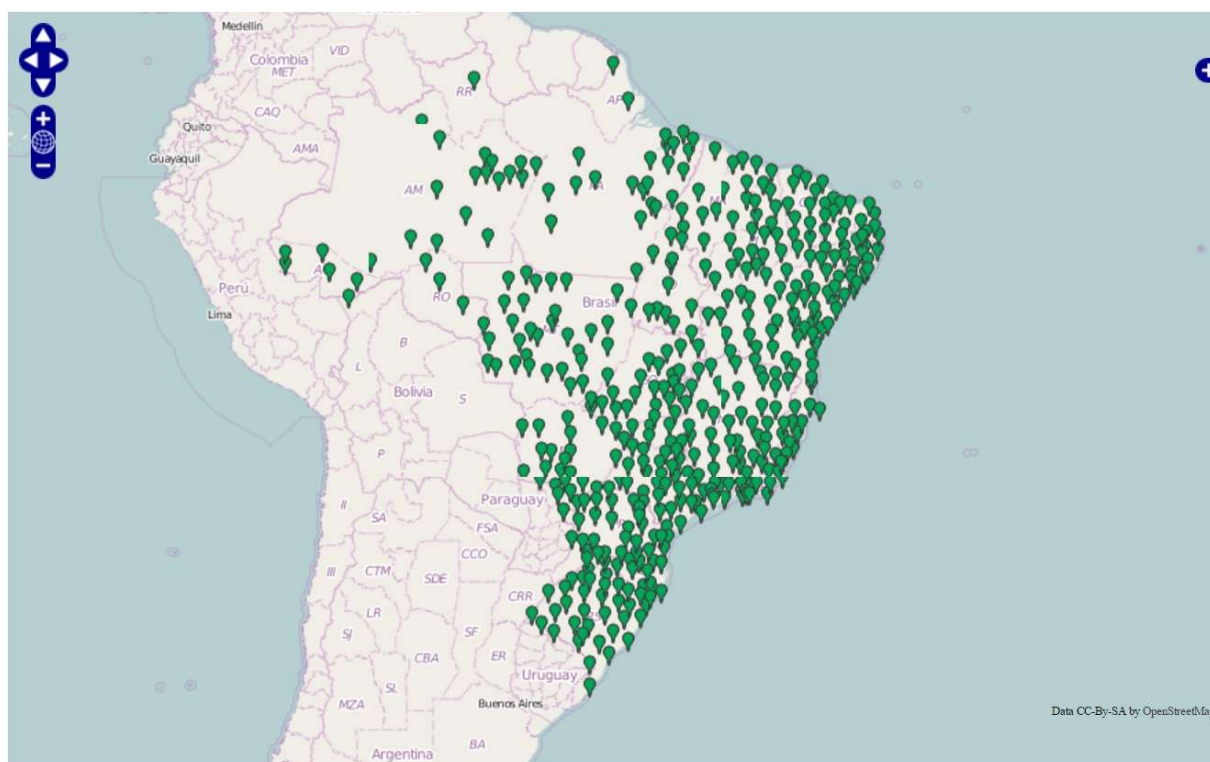 Medellin
Colombia
VID
MET
RR
AP
CAQ
Quito
AMA
Guayaquil
AM
Perú
RO
Lima
Brasil
B
L
Bolivia
S
P
Paraguay
II
SA
FSA
CCO
III
CTM
SDE
CRR
LR
SJ
SF
CBA
ER
Uruguay
SL
MZA
Buenos Aires
Data CC-By-SA by OpenStreetMa
BA
Argentina